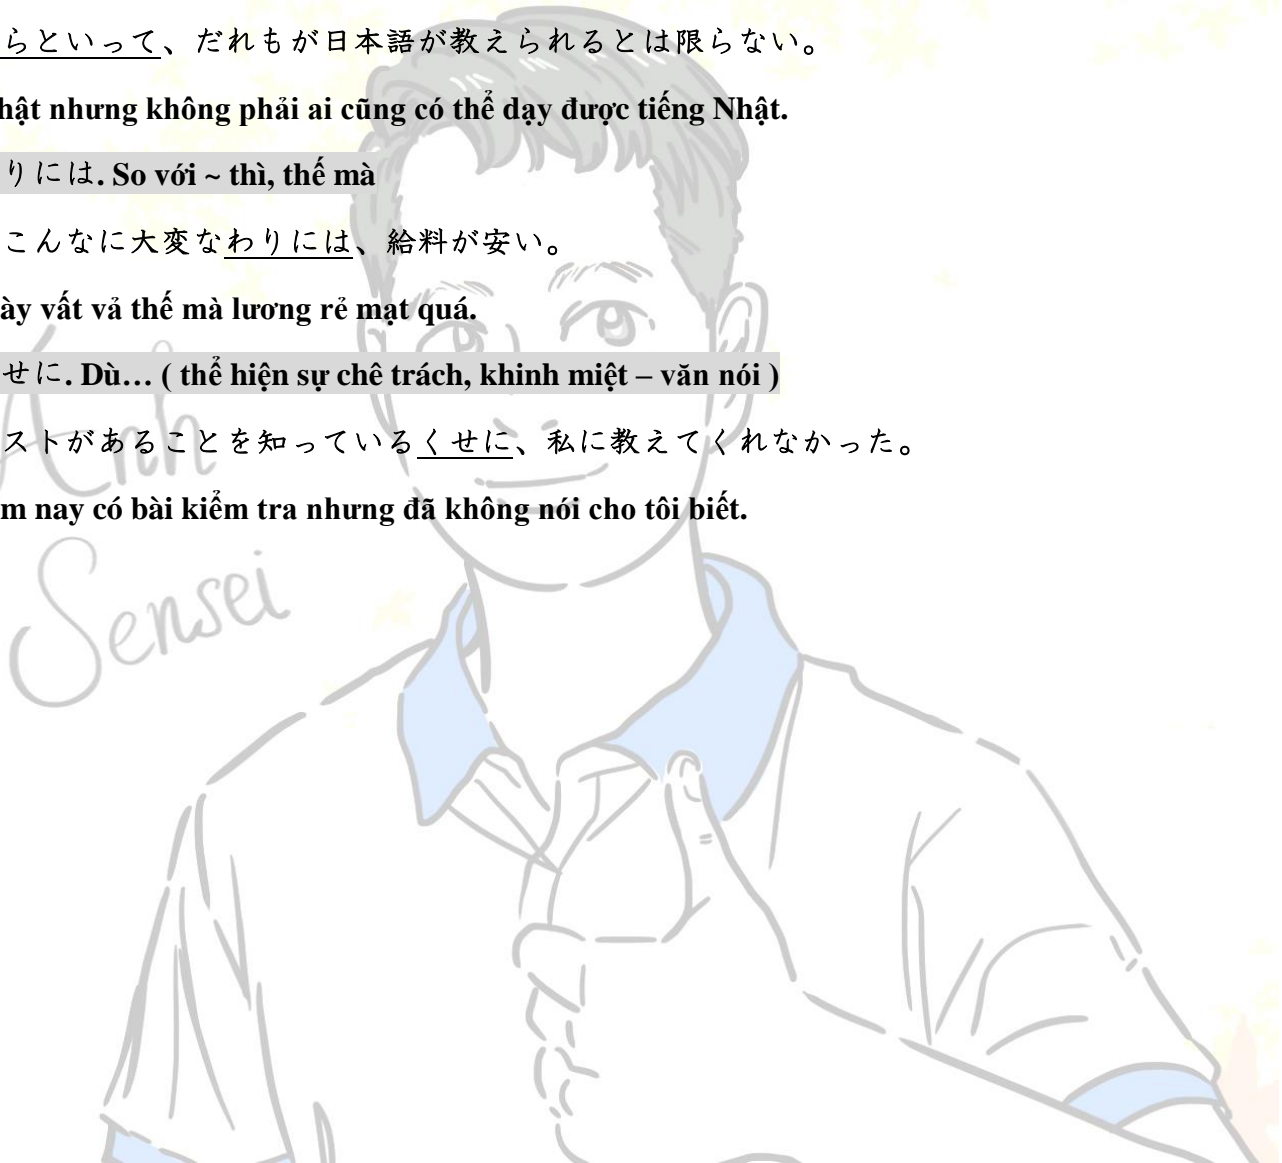 らといって、だれもが日本語が教えられるとは限らない。
hật nhưng không phải ai cũng có thể dạy được tiếng Nhật.
りには. So với ~ thì, thế mà
こんなに大変なわりには、給料が安い。
ày vất vả thế mà lương rẻ mạt quá.
せに. Dù… ( thể hiện sự chê trách, khinh miệt – văn nói )
ストがあることを知っているくせに、私に教えてくれなかった。
m nay có bài kiểm tra nhưng đã không nói cho tôi biết.
Ánh
Sensei